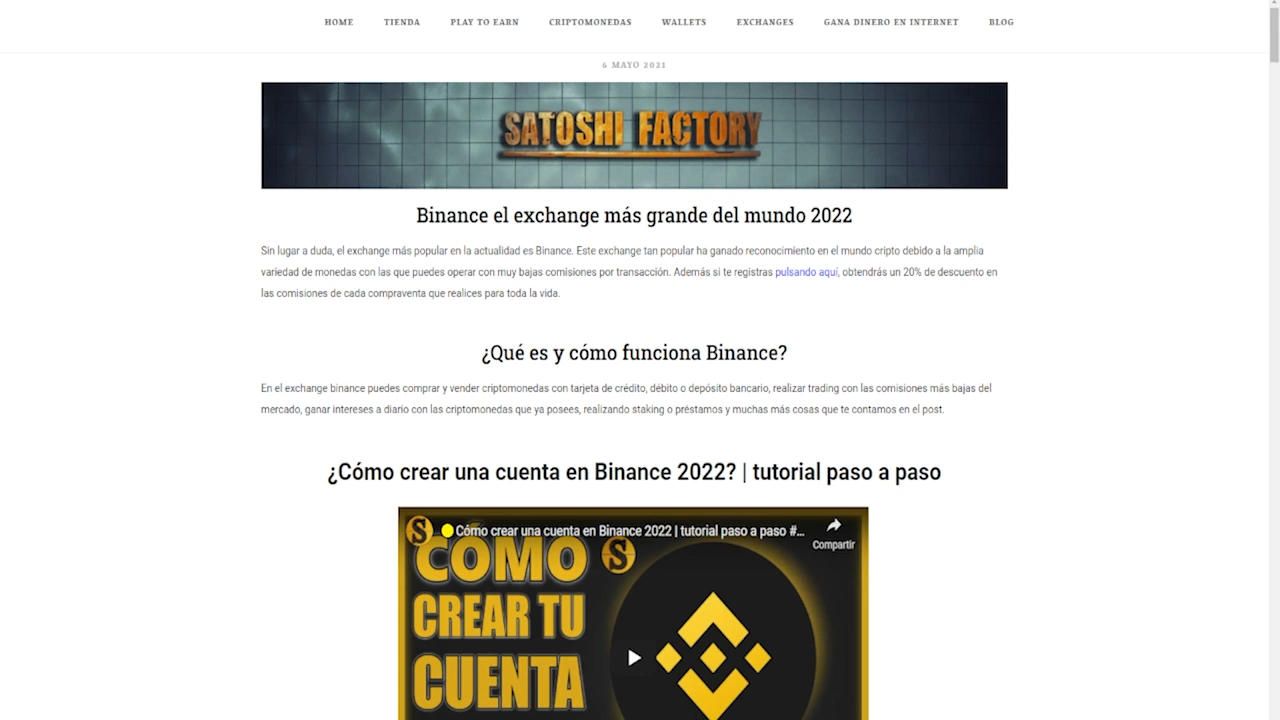 HOME TIENDA PLAY TO EARN CRIPTOMONEDAS WALLETS EXCHANGES GANA DINERO EN INTERNET BLOG
6 MAYO 2021
SATOSHI FACTORY
Binance el exchange más grande del mundo 2022
Sin lugar a duda, el exchange más popular en la actualidad es Binance. Este exchange tan popular ha ganado reconocimiento en el mundo cripto debido a la amplia
variedad de monedas con las que puedes operar con muy bajas comisiones por transacción. Además si te registras pulsando aquí, obtendrás un 20% de descuento en
las comisiones de cada compraventa que realices para toda la vida.
¿Qué es y cómo funciona Binance?
En el exchange binance puedes comprar y vender criptomonedas con tarjeta de crédito, débito o depósito bancario, realizar trading con las comisiones más bajas del
mercado, ganar intereses a diario con las criptomonedas que ya posees, realizando staking o préstamos y muchas más cosas que te contamos en el post.
¿Cómo crear una cuenta en Binance 2022? | tutorial paso a paso
Cómo crear una cuenta en Binance 2022 | tutorial paso a paso #...
Compartir
COMO
CREAR TU
CUENTA